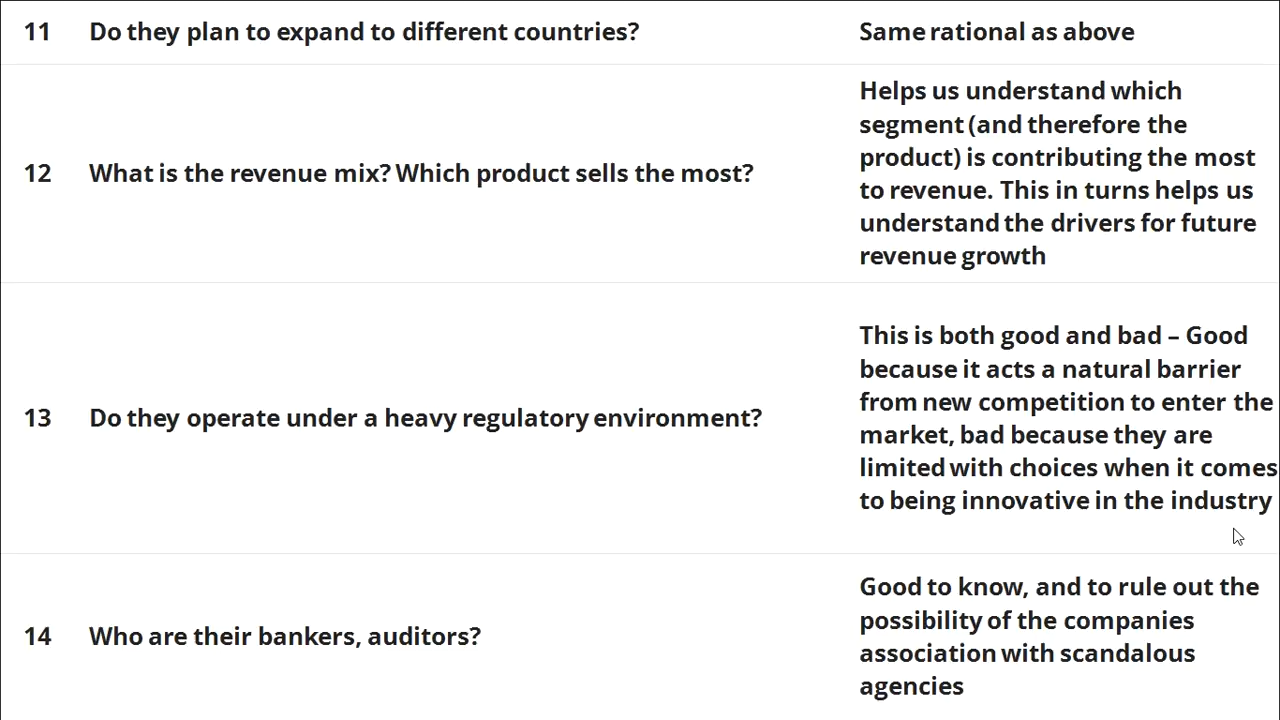 11 Do they plan to expand to different countries? Same rational as above
12 What is the revenue mix? Which product sells the most?
Helps us understand which
segment (and therefore the
product) is contributing the most
to revenue. This in turns helps us
understand the drivers for future
revenue growth
13 Do they operate under a heavy regulatory environment?
This is both good and bad – Good
because it acts a natural barrier
from new competition to enter the
market, bad because they are
limited with choices when it comes
to being innovative in the industry
14 Who are their bankers, auditors?
Good to know, and to rule out the
possibility of the companies
association with scandalous
agencies